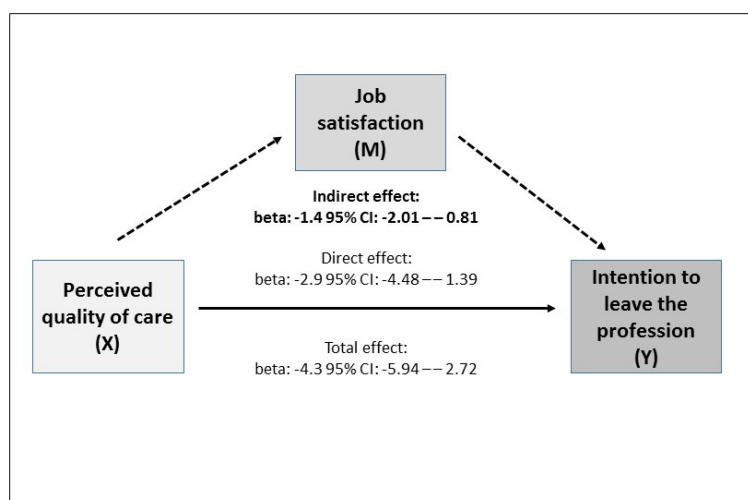 Job
satisfaction
(M)
Indirect effect:
beta: -1.4 95% CI: -2.01 – – 0.81
Direct effect:
beta: -2.9 95% CI: -4.48 – – 1.39
Perceived
quality of care
(X)
Intention to
leave the
profession
(Y)
Total effect:
beta: -4.3 95% CI: -5.94 – – 2.72